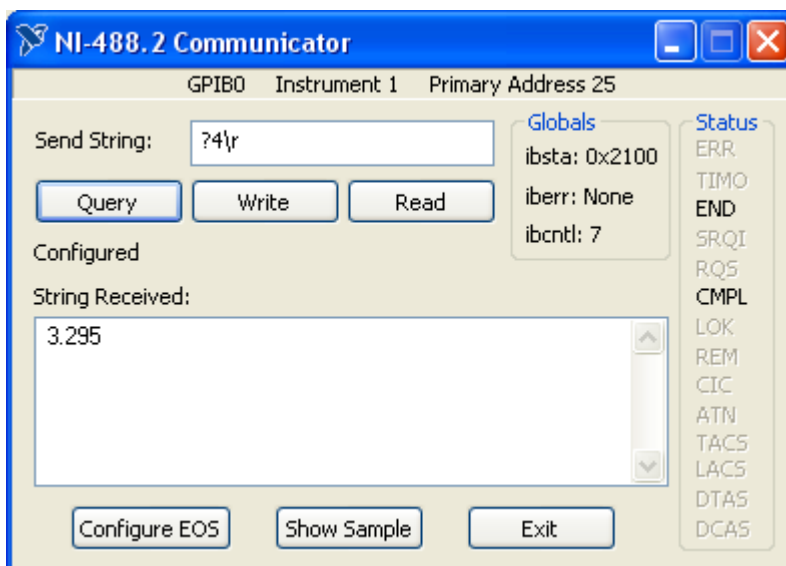 NI-488.2 Communicator
GPIB0 Instrument 1 Primary Address 25
Send String:
?4\r
Query Write Read
Configured
String Received:
3.295
Configure EOS Show Sample Exit
Globals
ibsta: 0x2100
iberr: None
ibcntl: 7
Status
ERR
TIMO
END
SRQI
RQS
CMPL
LOK
REM
CIC
ATN
TACS
LACS
DTAS
DCAS